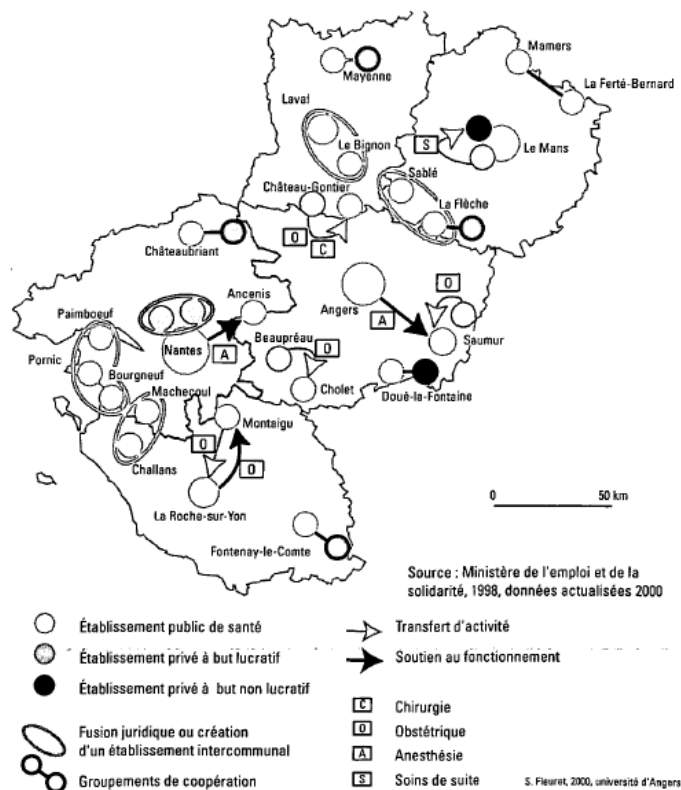 Mamers
Mayenne
La Ferté-Bernard
Laval
Le Bignon
S
Le Mans
Sablé
Château-Gontier
La Flèche
O
C
Châteaubriant
Ancenis
Angers
O
Paimboeuf
A
Saumur
Nantes
Beaupréau
O
A
Pornic
Bourgneuf
Machecoul
Cholet
Doué-la-Fontaine
Montaigu
O
O
Challans
La Roche-sur-Yon
0 50 km
Fontenay-le-Comte
Source : Ministère de l'emploi et de la
solidarité, 1998, données actualisées 2000
Établissement public de santé
Établissement privé à but lucratif
Établissement privé à but non lucratif
Fusion juridique ou création
d'un établissement intercommunal
Groupements de coopération
Transfert d'activité
Soutien au fonctionnement
C Chirurgie
O Obstétrique
A Anesthésie
S Soins de suite
S. Fleuret, 2000, université d'Angers